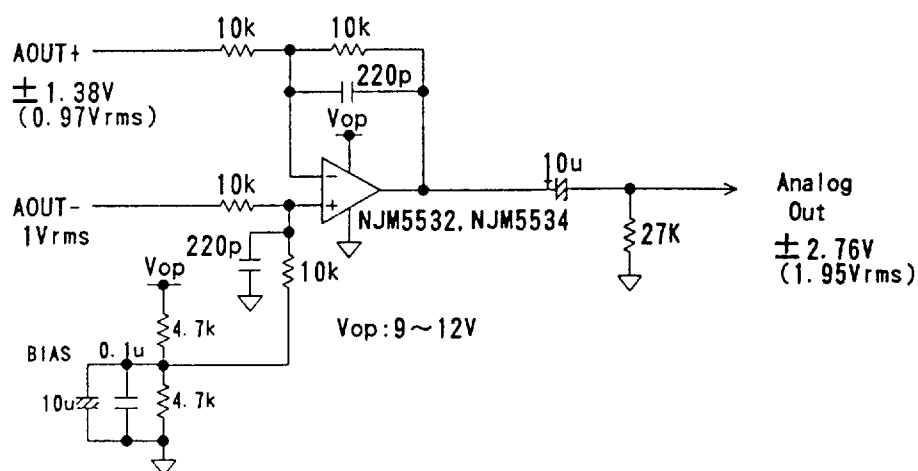 10k
10k
AOUT+
±1.38V
(0.97Vrms)
220p
Vop
−
+
10k
AOUT-
1Vrms
NJM5532, NJM5534
10u
Analog
Out
±2.76V
(1.95Vrms)
27K
220p
10k
Vop
4.7k
Vop:9～12V
BIAS
0.1u
10u
4.7k